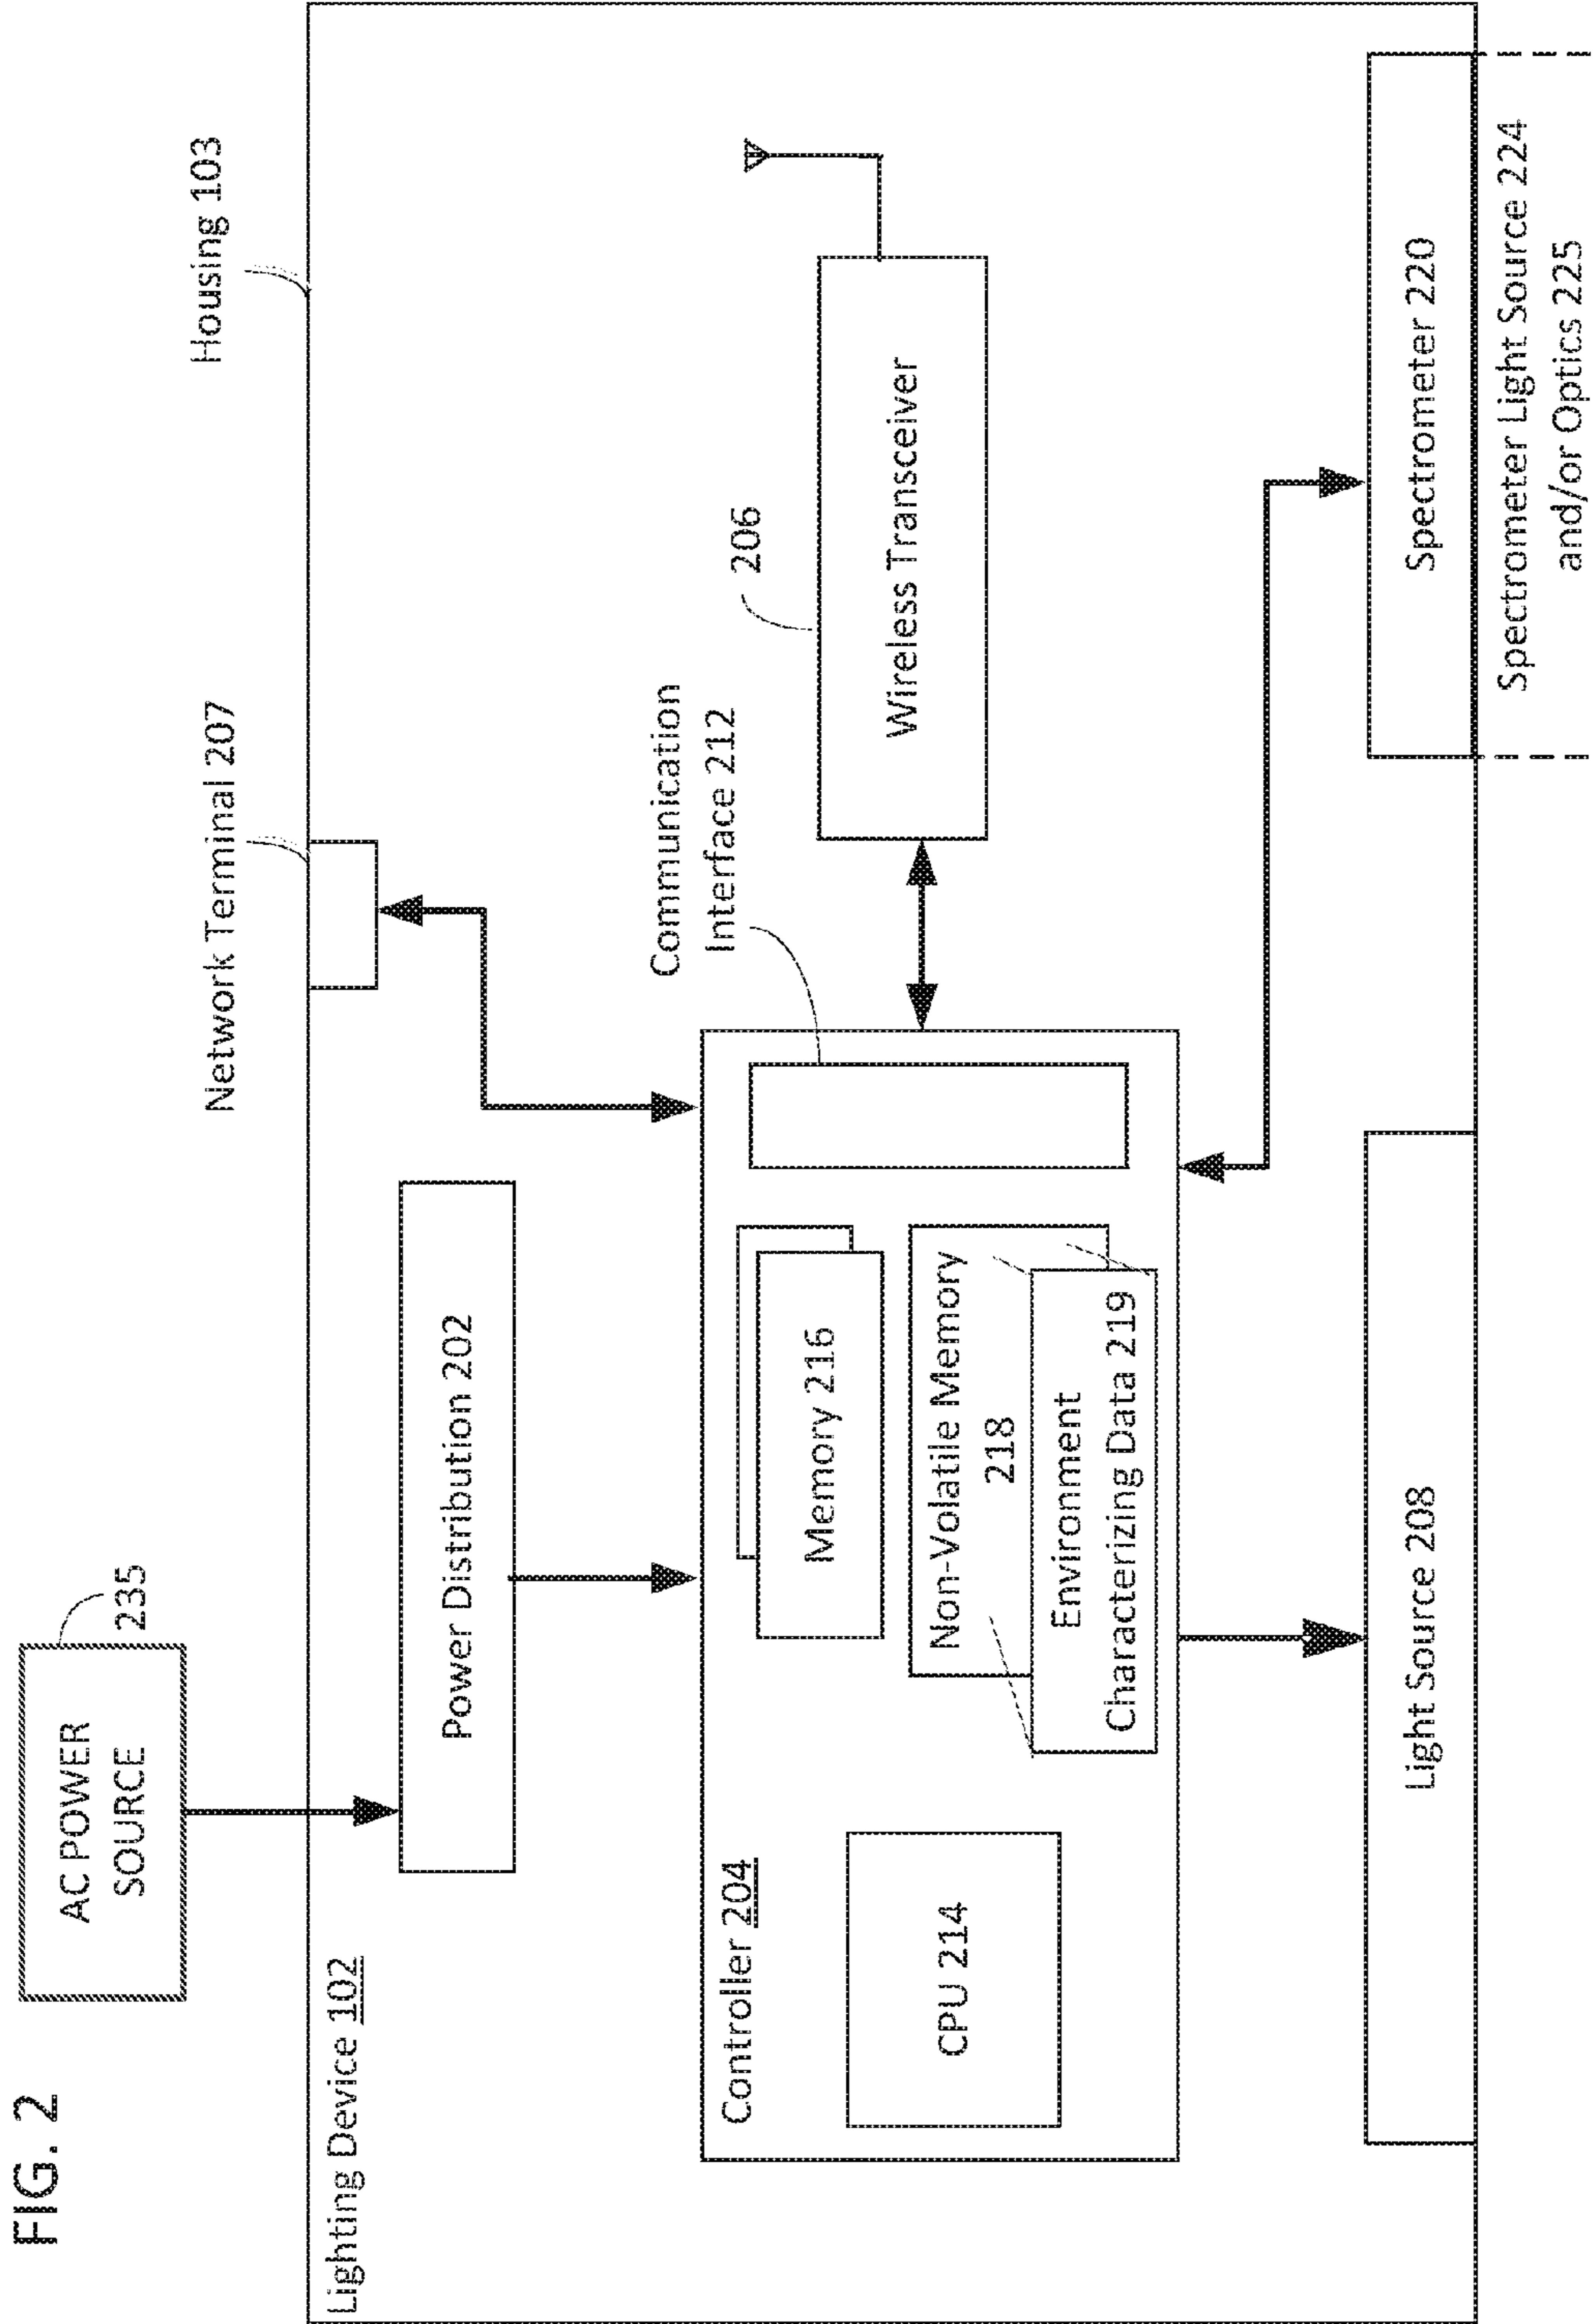 FIG. 2
AC POWER
SOURCE
235
Lighting Device 102
Network Terminal 207
Housing 103
Power Distribution 202
Controller 204
CPU 214
Memory 216
Non-Volatile Memory
218
Environment
Characterizing Data 219
Communication
Interface 212
206
Wireless Transceiver
Light Source 208
Spectrometer 220
Spectrometer Light Source 224
and/or Optics 225